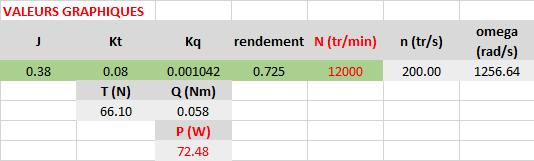 VALEURS GRAPHIQUES
omega
J Kt Kq rendement N (tr/min) n (tr/s) (rad/s)
0.38 0.08 0.001042 0.725 12000 200.00 1256.64
T (N) Q (Nm)
66.10 0.058
P (W)
72.48